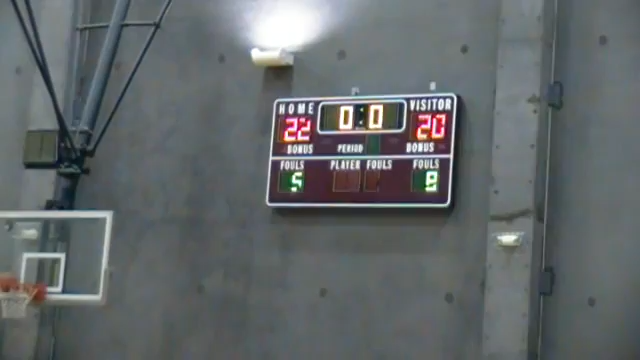 HOME 0:0 VISITOR
22 20
BONUS PERIOD BONUS
FOULS PLAYER FOULS FOULS
5 8